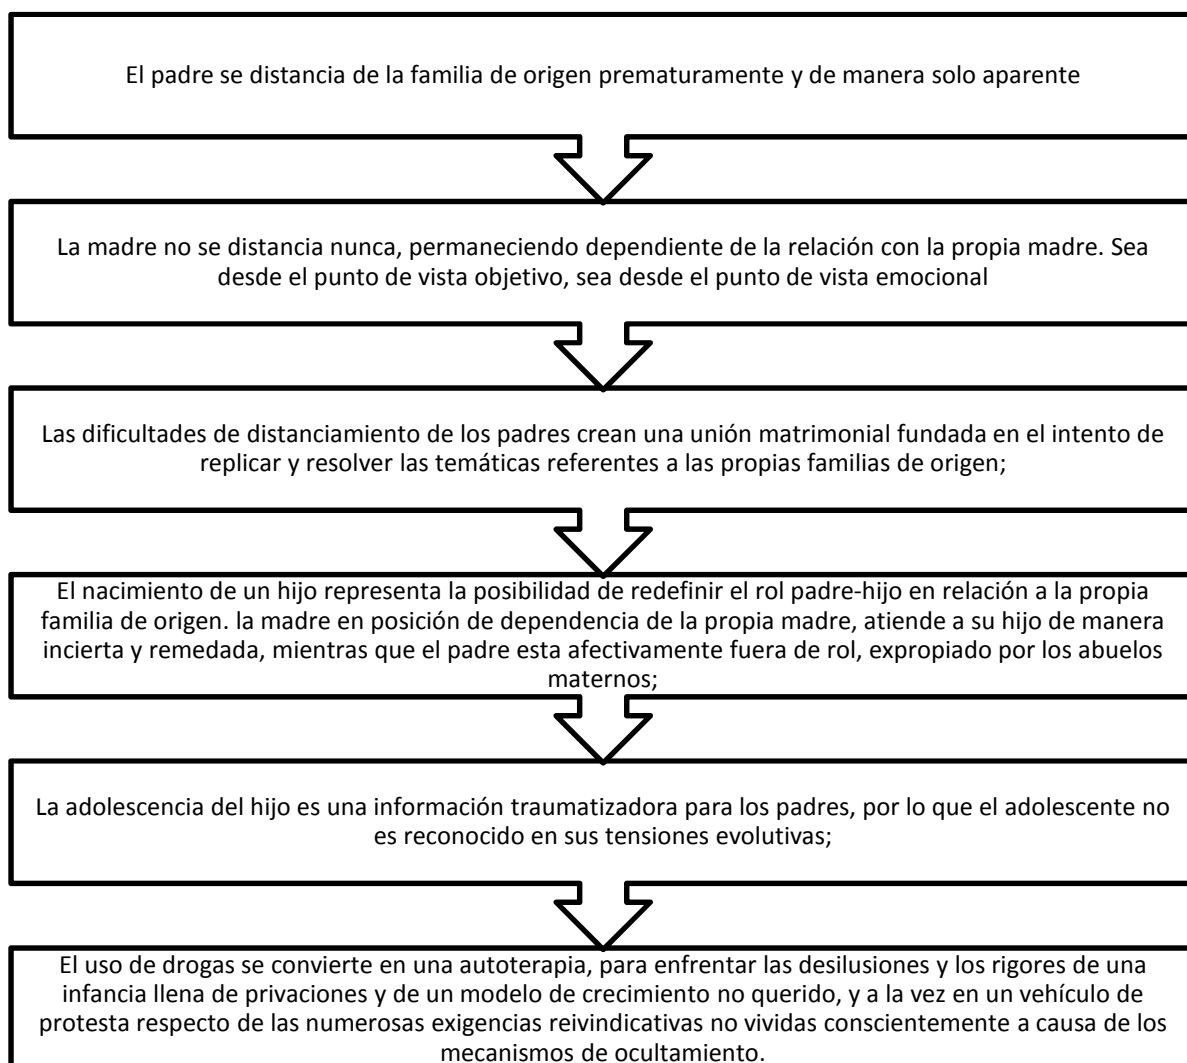 El padre se distancia de la familia de origen prematuramente y de manera solo aparente
La madre no se distancia nunca, permaneciendo dependiente de la relación con la propia madre. Sea
desde el punto de vista objetivo, sea desde el punto de vista emocional
Las dificultades de distanciamiento de los padres crean una unión matrimonial fundada en el intento de
replicar y resolver las temáticas referentes a las propias familias de origen;
El nacimiento de un hijo representa la posibilidad de redefinir el rol padre-hijo en relación a la propia
familia de origen. la madre en posición de dependencia de la propia madre, atiende a su hijo de manera
incierta y remedada, mientras que el padre esta afectivamente fuera de rol, expropiado por los abuelos
maternos;
La adolescencia del hijo es una información traumatizadora para los padres, por lo que el adolescente no
es reconocido en sus tensiones evolutivas;
El uso de drogas se convierte en una autoterapia, para enfrentar las desilusiones y los rigores de una
infancia llena de privaciones y de un modelo de crecimiento no querido, y a la vez en un vehículo de
protesta respecto de las numerosas exigencias reivindicativas no vividas conscientemente a causa de los
mecanismos de ocultamiento.